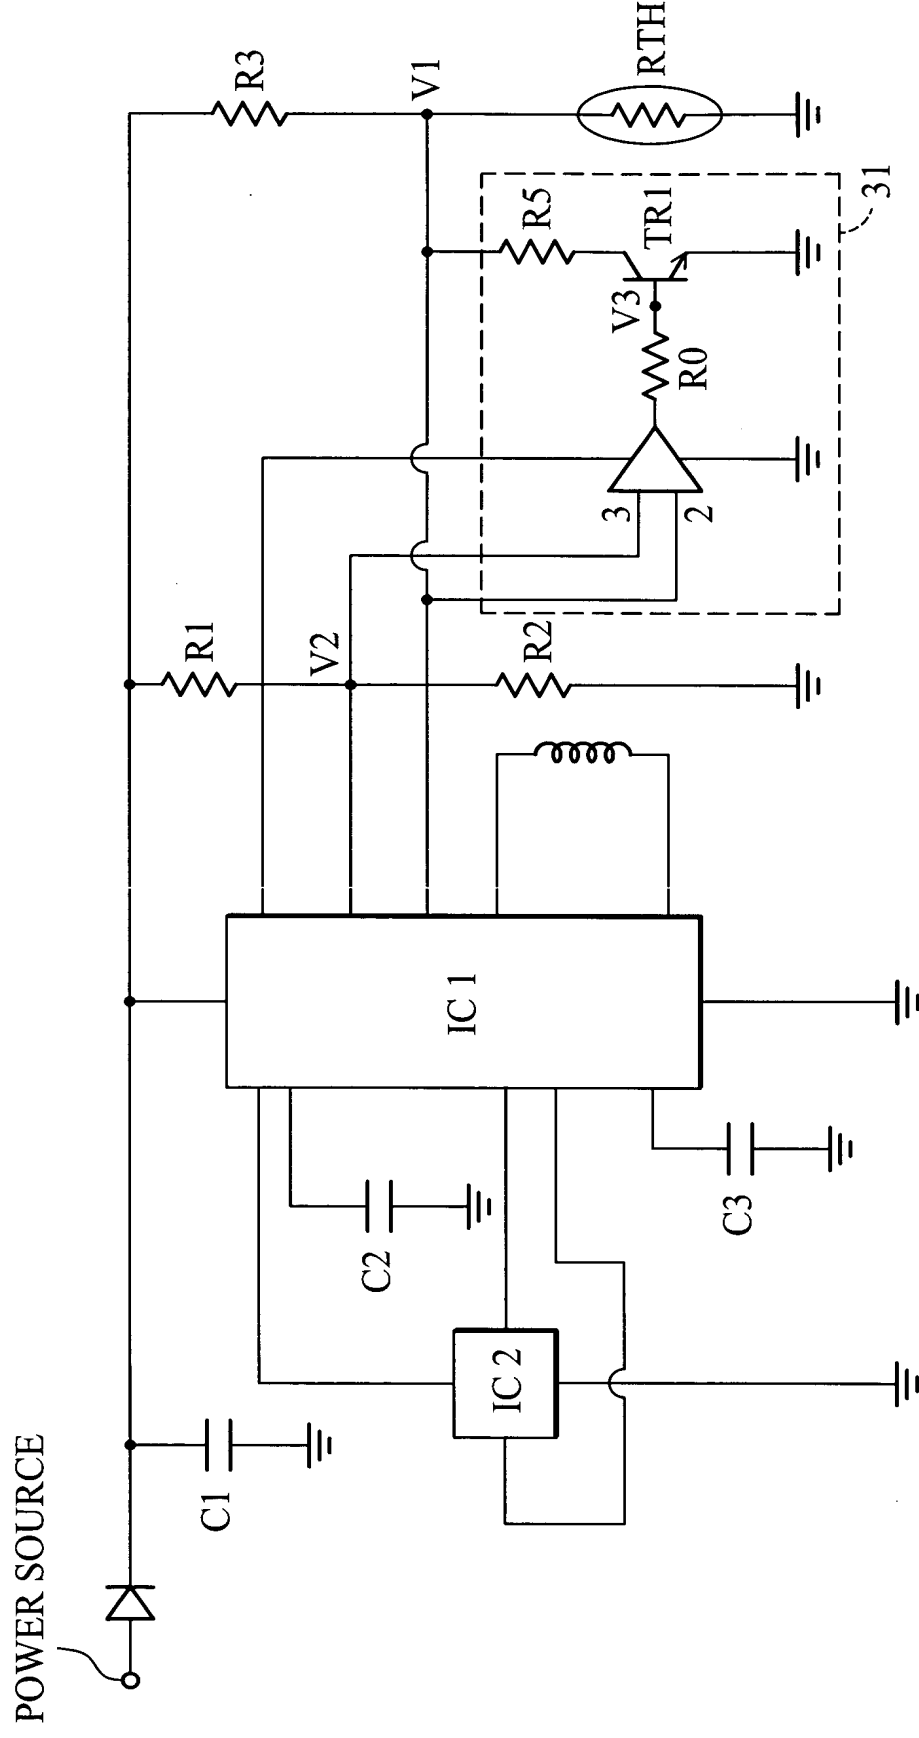 POWER SOURCE
C1
C2
C3
IC 2
IC 1
R1
V2
R2
R3
V1
RTH
R5
TR1
V3
R0
3
2
31